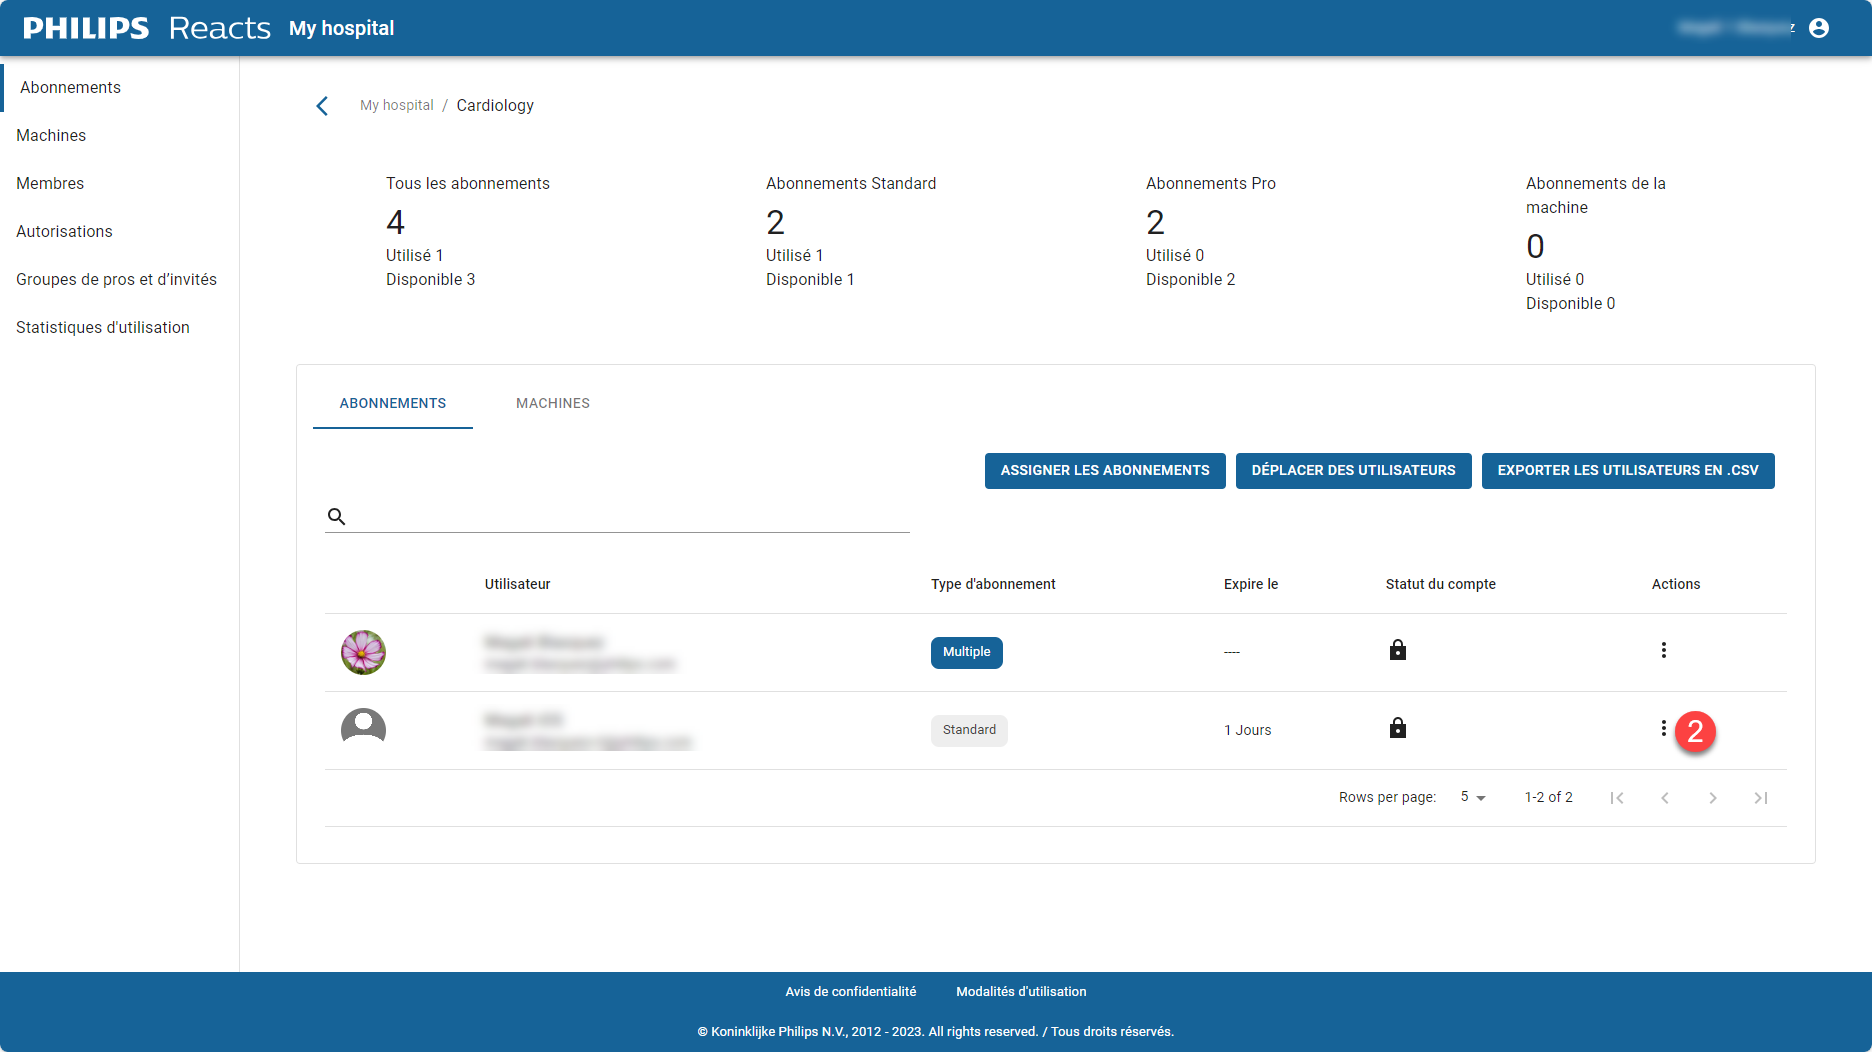 PHILIPS Reacts My hospital
Abonnements
Machines
Membres
Autorisations
Groupes de pros et d’invités
Statistiques d'utilisation
My hospital / Cardiology
Tous les abonnements
4
Utilisé 1
Disponible 3
Abonnements Standard
2
Utilisé 1
Disponible 1
Abonnements Pro
2
Utilisé 0
Disponible 2
Abonnements de la
machine
0
Utilisé 0
Disponible 0
ABONNEMENTS MACHINES
ASSIGNER LES ABONNEMENTS DÉPLACER DES UTILISATEURS EXPORTER LES UTILISATEURS EN .CSV
Utilisateur Type d'abonnement Expire le Statut du compte Actions
Multiple ----
Standard 1 Jours 2
Rows per page: 5 1-2 of 2
Avis de confidentialité Modalités d'utilisation
© Koninklijke Philips N.V., 2012 - 2023. All rights reserved. / Tous droits réservés.